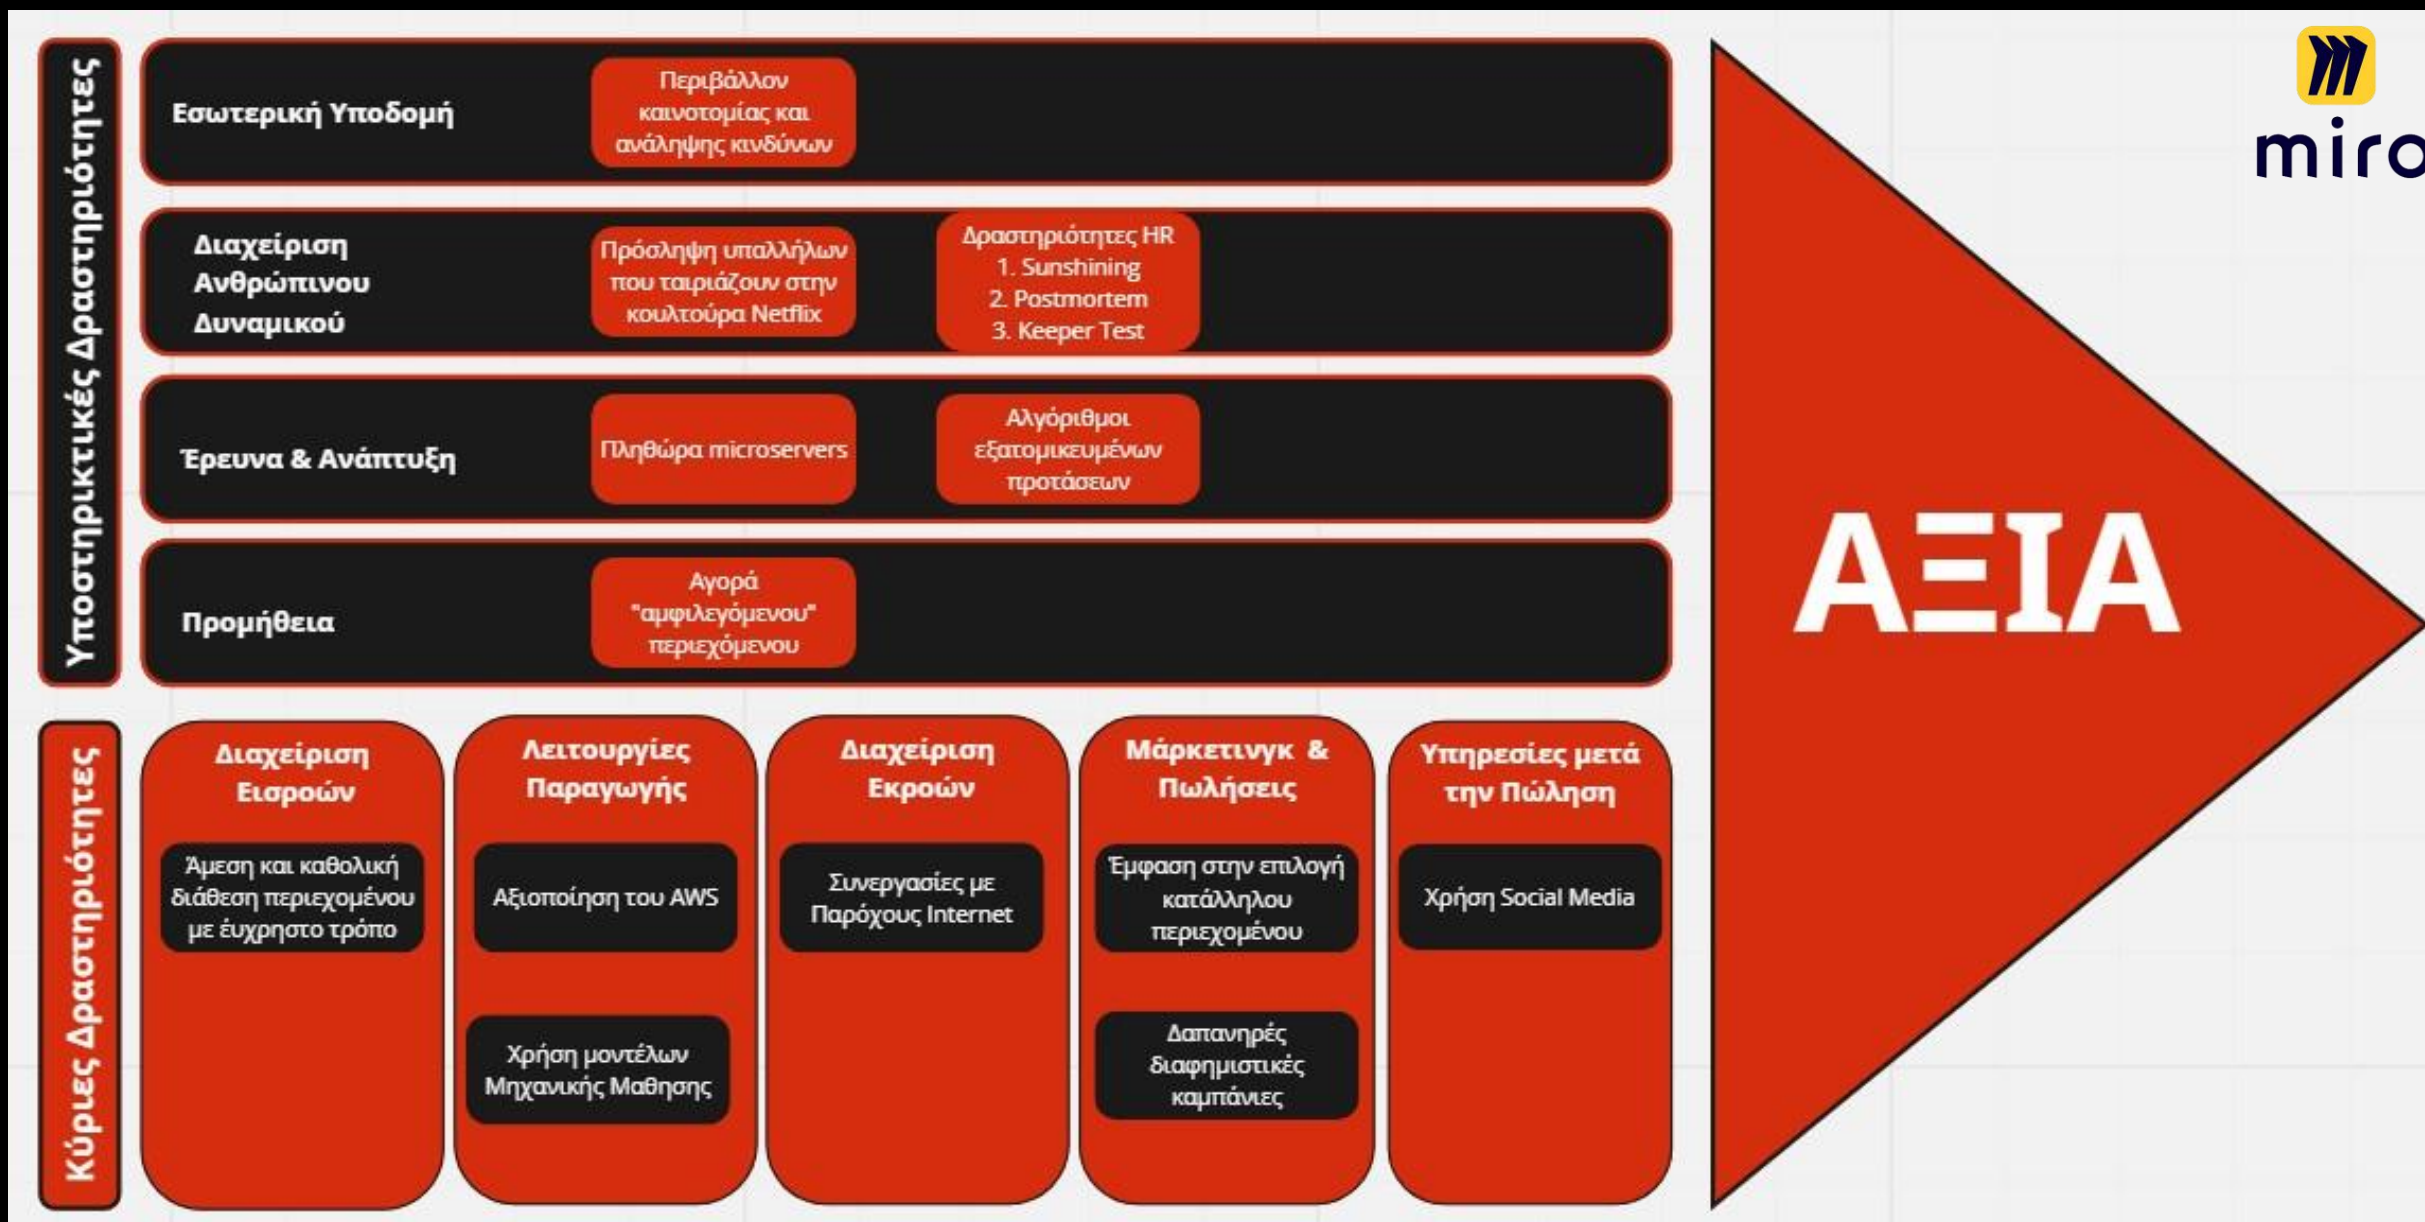 Υποστηρικτικές Δραστηριότητες
Εσωτερική Υποδομή
Περιβάλλον
καινοτομίας και
ανάληψης κινδύνων
Διαχείριση
Ανθρώπινου
Δυναμικού
Πρόσληψη υπαλλήλων
που ταιριάζουν στην
κουλτούρα Netflix
Δραστηριότητες HR
1. Sunshining
2. Postmortem
3. Keeper Test
Έρευνα & Ανάπτυξη
Πληθώρα microservers
Αλγόριθμοι
εξατομικευμένων
προτάσεων
Προμήθεια
Αγορά
"αμφιλεγόμενου"
περιεχόμενου
Κύριες Δραστηριότητες
Διαχείριση
Εισροών
Άμεση και καθολική
διάθεση περιεχομένου
με έυχρηστο τρόπο
Λειτουργίες
Παραγωγής
Αξιοποίηση του AWS
Χρήση μοντέλων
Μηχανικής Μαθησης
Διαχείριση
Εκροών
Συνεργασίες με
Παρόχους Internet
Μάρκετινγκ &
Πωλήσεις
Έμφαση στην επιλογή
κατάλληλου
περιεχομένου
Δαπανηρές
διαφημιστικές
καμπάνιες
Υπηρεσίες μετά
την Πώληση
Χρήση Social Media
ΑΞΙΑ
miro